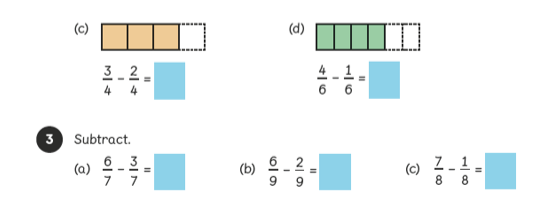 (c) (d)
3/4 - 2/4 = 4/6 - 1/6 =
3 Subtract.
(a) 6/7 - 3/7 = (b) 6/9 - 2/9 = (c) 7/8 - 1/8 =